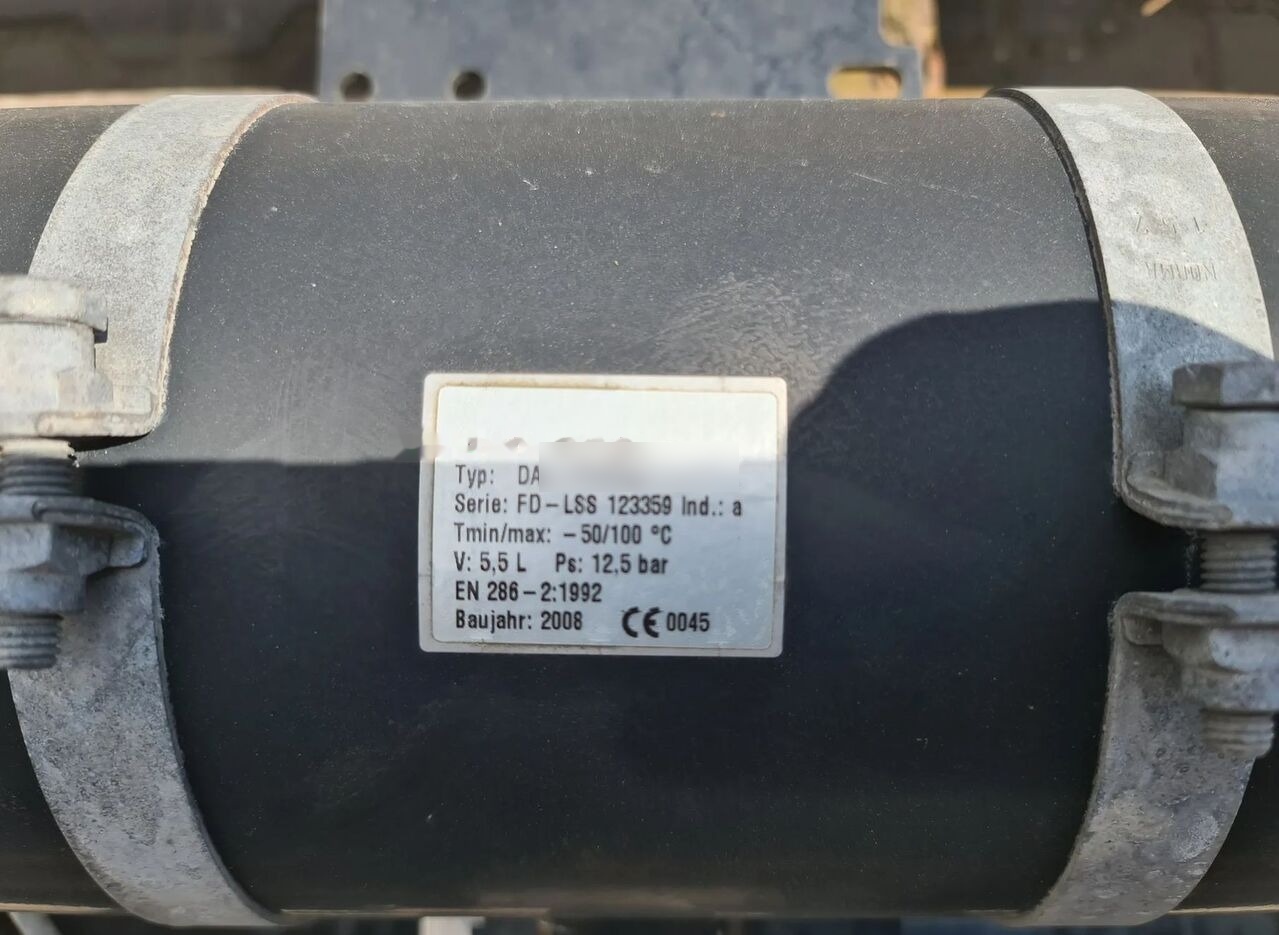 Typ: DA
Serie: FD-LSS 123359 Ind.: a
Tmin/max: -50/100 °C
V: 5,5 L Ps: 12,5 bar
EN 286-2:1992
Baujahr: 2008 CE 0045